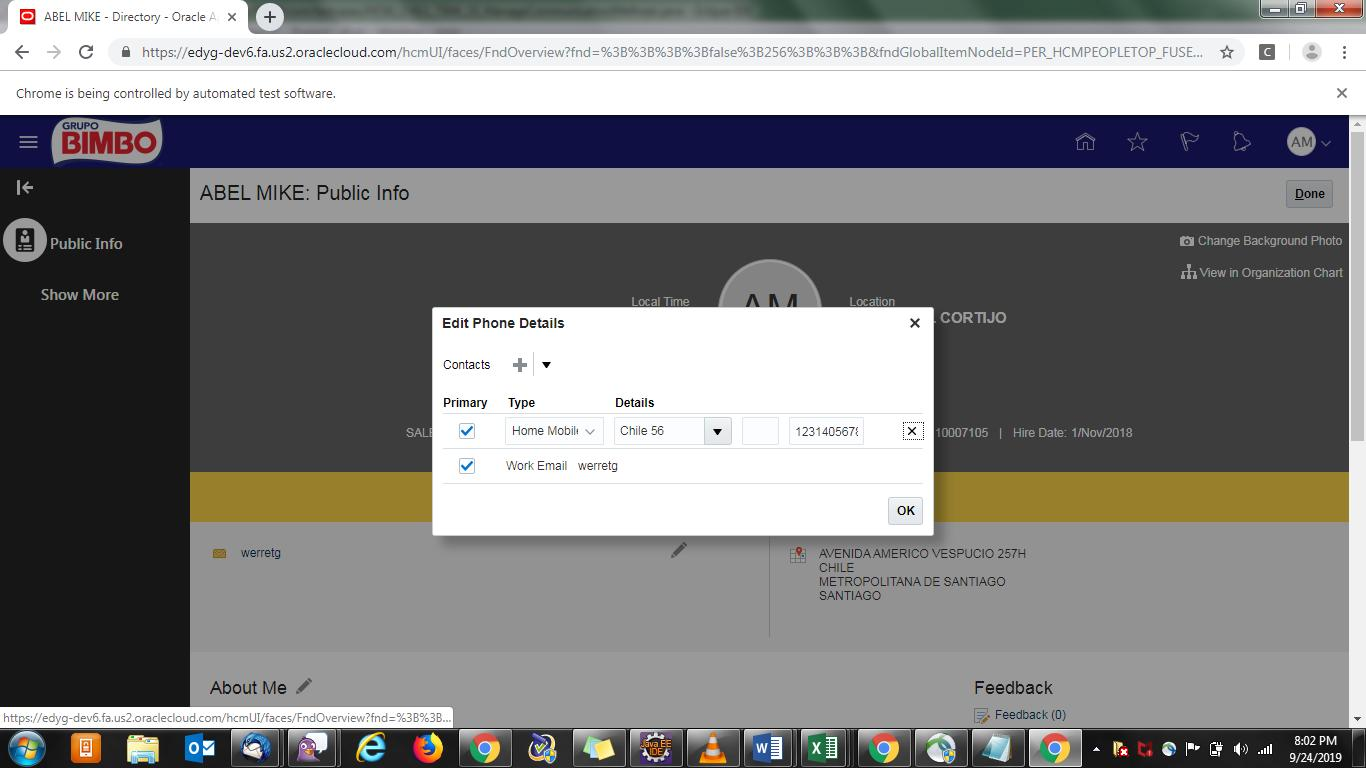 ABEL MIKE - Directory - Oracle A
https://edyg-dev6.fa.us2.oraclecloud.com/hcmUI/faces/FndOverview?fnd=%3B%3B%3B%3Bfalse%3B256%3B%3B%3B&fndGlobalItemNodeId=PER_HCMPEOPLETOP_FUSE...
C
Chrome is being controlled by automated test software.
GRUPO
BIMBO
AM
ABEL MIKE: Public Info
Done
Public Info
Show More
Change Background Photo
View in Organization Chart
Local Time
AM
Location
L CORTIJO
Edit Phone Details
Contacts
Primary Type Details
Home Mobile Chile 56 1231405678
Work Email werretg
OK
SALE
10007105 | Hire Date: 1/Nov/2018
werretg
AVENIDA AMERICO VESPUCIO 257H
CHILE
METROPOLITANA DE SANTIAGO
SANTIAGO
About Me
Feedback
Feedback (0)
https://edyg-dev6.fa.us2.oraclecloud.com/hcmUI/faces/FndOverview?fnd=%3B%3B...
Java EE
IDE
8:02 PM
9/24/2019